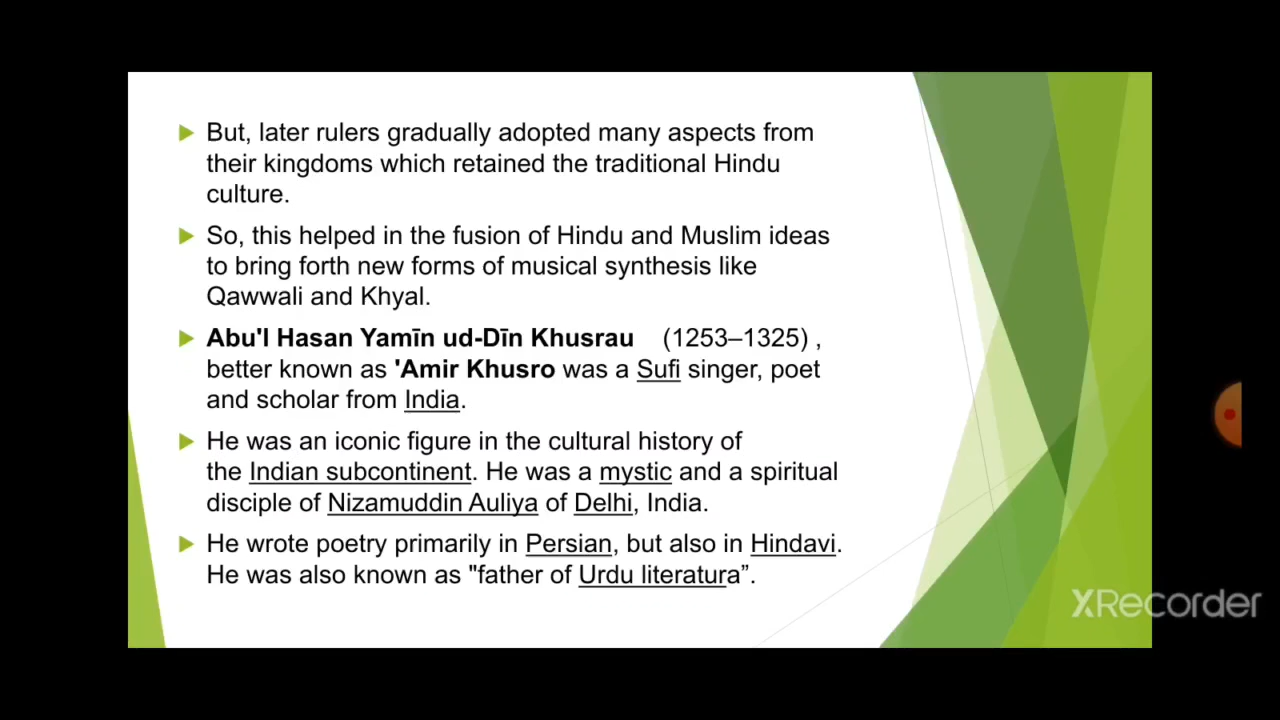 But, later rulers gradually adopted many aspects from
their kingdoms which retained the traditional Hindu
culture.
So, this helped in the fusion of Hindu and Muslim ideas
to bring forth new forms of musical synthesis like
Qawwali and Khyal.
Abu'l Hasan Yamīn ud-Dīn Khusrau (1253–1325) ,
better known as 'Amir Khusro was a Sufi singer, poet
and scholar from India.
He was an iconic figure in the cultural history of
the Indian subcontinent. He was a mystic and a spiritual
disciple of Nizamuddin Auliya of Delhi, India.
He wrote poetry primarily in Persian, but also in Hindavi.
He was also known as "father of Urdu literatura”.
XRecorder